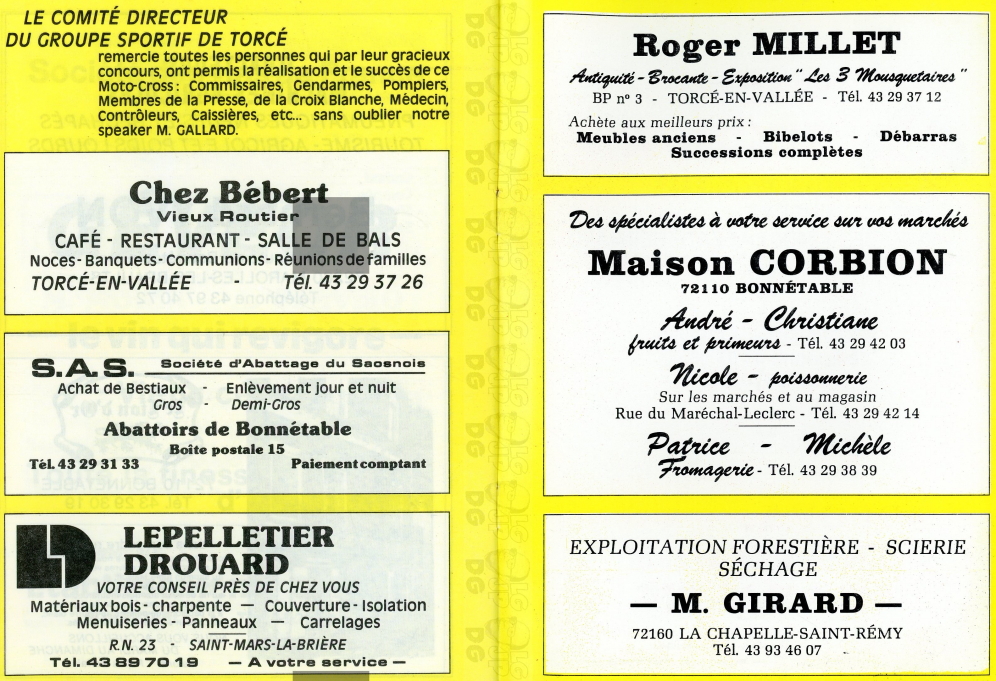 LE COMITÉ DIRECTEUR
DU GROUPE SPORTIF DE TORCÉ
remercie toutes les personnes qui par leur gracieux
concours, ont permis la réalisation et le succès de ce
Moto-Cross : Commissaires, Gendarmes, Pompiers,
Membres de la Presse, de la Croix Blanche, Médecin,
Contrôleurs, Caissières, etc... sans oublier notre
speaker M. GALLARD.
Chez Bébert
Vieux Routier
CAFÉ - RESTAURANT - SALLE DE BALS
Noces - Banquets - Communions - Réunions de familles
TORCÉ-EN-VALLÉE - Tél. 43 29 37 26
S.A.S. Société d'Abattage du Saosnois
Achat de Bestiaux - Enlèvement jour et nuit
Gros - Demi-Gros
Abattoirs de Bonnétable
Boîte postale 15
Tél. 43 29 31 33 Paiement comptant
LEPELLETIER
DROUARD
VOTRE CONSEIL PRÈS DE CHEZ VOUS
Matériaux bois - charpente — Couverture - Isolation
Menuiseries - Panneaux — Carrelages
R.N. 23 - SAINT-MARS-LA-BRIÈRE
Tél. 43 89 70 19 — A votre service —
Roger MILLET
Antiquité - Brocante - Exposition "Les 3 Mousquetaires"
BP n° 3 - TORCÉ-EN-VALLÉE - Tél. 43 29 37 12
Achète aux meilleurs prix :
Meubles anciens - Bibelots - Débarras
Successions complètes
Des spécialistes à votre service sur vos marchés
Maison CORBION
72110 BONNÉTABLE
André - Christiane
fruits et primeurs - Tél. 43 29 42 03
Nicole - poissonnerie
Sur les marchés et au magasin
Rue du Maréchal-Leclerc - Tél. 43 29 42 14
Patrice - Michèle
Fromagerie - Tél. 43 29 38 39
EXPLOITATION FORESTIÈRE - SCIERIE
SÉCHAGE
— M. GIRARD —
72160 LA CHAPELLE-SAINT-RÉMY
Tél. 43 93 46 07